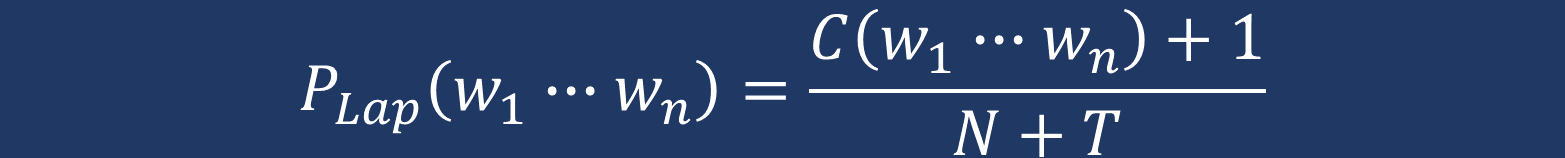 P_Lap(w_1 ⋯ w_n) = (C(w_1 ⋯ w_n) + 1) / (N + T)